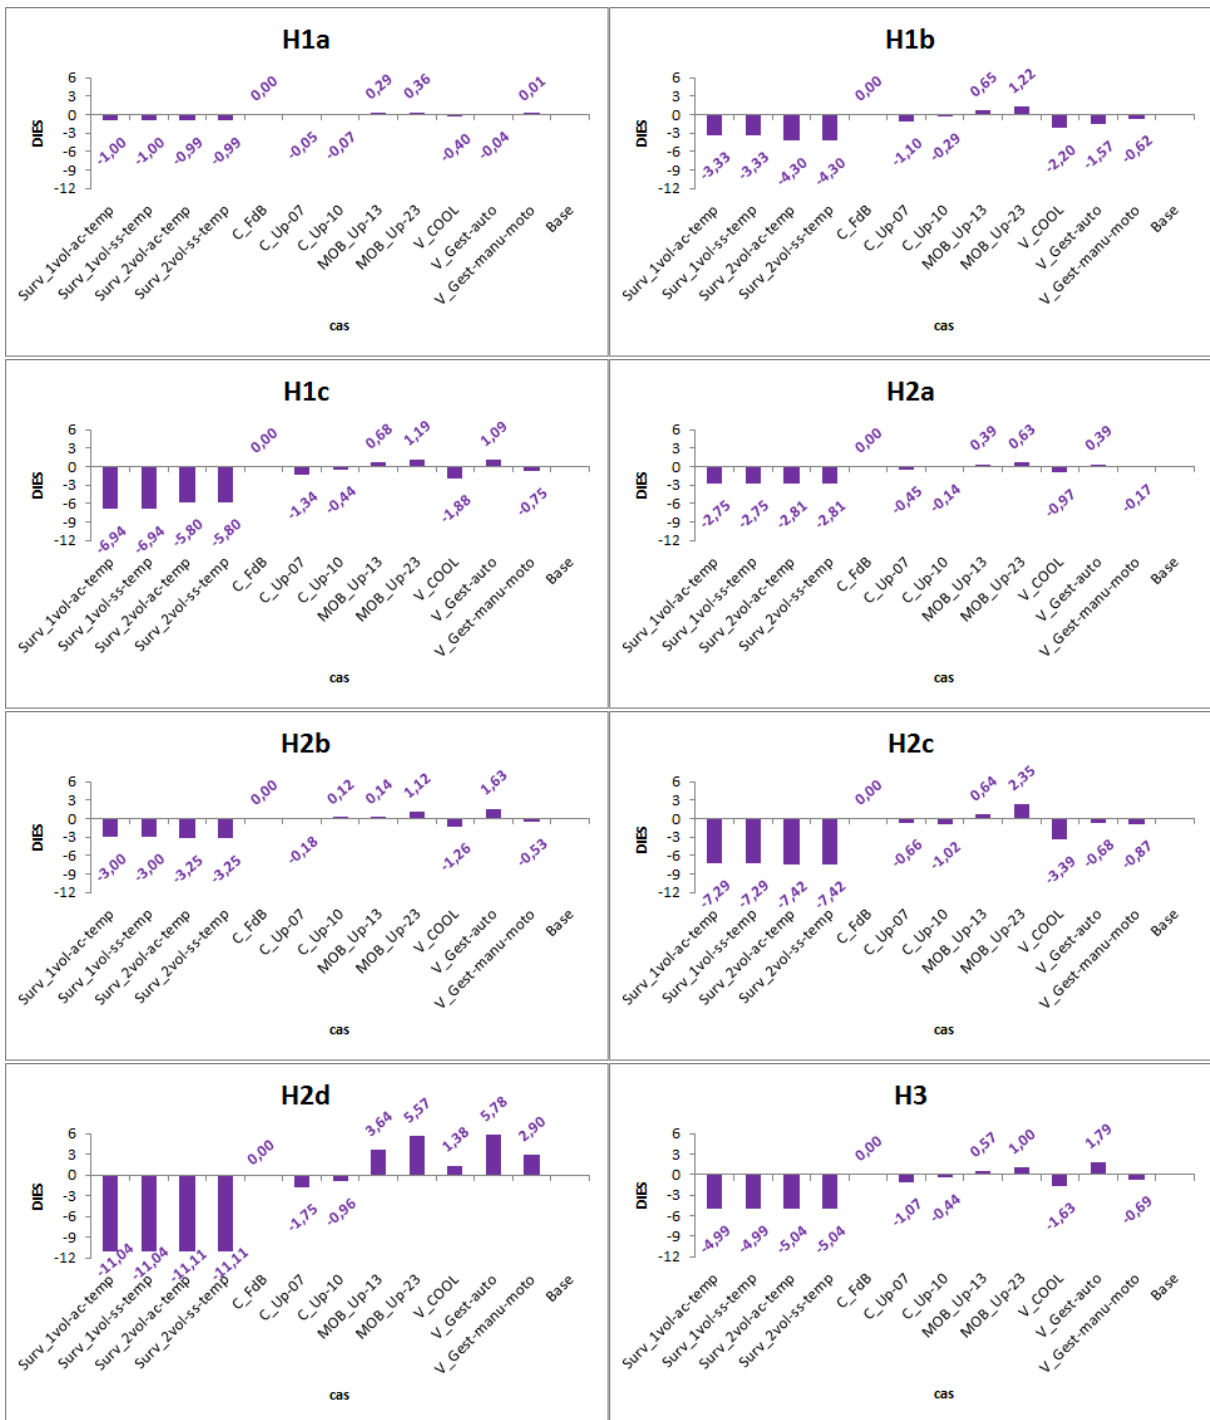 H1a
6
3
0
-3
-6
-9
-12
DIES
-1,00
-1,00
-0,99
-0,99
0,00
-0,05
-0,07
0,29
0,36
-0,40
-0,04
0,01
Surv_1vol-ac-temp
Surv_1vol-ss-temp
Surv_2vol-ac-temp
Surv_2vol-ss-temp
C_FdB
C_Up-07
C_Up-10
MOB_Up-13
MOB_Up-23
V_COOL
V_Gest-auto
V_Gest-manu-moto
Base
cas
H1b
6
3
0
-3
-6
-9
-12
DIES
-3,33
-3,33
-4,30
-4,30
0,00
-1,10
-0,29
0,65
1,22
-2,20
-1,57
-0,62
Surv_1vol-ac-temp
Surv_1vol-ss-temp
Surv_2vol-ac-temp
Surv_2vol-ss-temp
C_FdB
C_Up-07
C_Up-10
MOB_Up-13
MOB_Up-23
V_COOL
V_Gest-auto
V_Gest-manu-moto
Base
cas
H1c
6
3
0
-3
-6
-9
-12
DIES
-6,94
-6,94
-5,80
-5,80
0,00
-1,34
-0,44
0,68
1,19
-1,88
1,09
-0,75
Surv_1vol-ac-temp
Surv_1vol-ss-temp
Surv_2vol-ac-temp
Surv_2vol-ss-temp
C_FdB
C_Up-07
C_Up-10
MOB_Up-13
MOB_Up-23
V_COOL
V_Gest-auto
V_Gest-manu-moto
Base
cas
H2a
6
3
0
-3
-6
-9
-12
DIES
-2,75
-2,75
-2,81
-2,81
0,00
-0,45
-0,14
0,39
0,63
-0,97
0,39
-0,17
Surv_1vol-ac-temp
Surv_1vol-ss-temp
Surv_2vol-ac-temp
Surv_2vol-ss-temp
C_FdB
C_Up-07
C_Up-10
MOB_Up-13
MOB_Up-23
V_COOL
V_Gest-auto
V_Gest-manu-moto
Base
cas
H2b
6
3
0
-3
-6
-9
-12
DIES
-3,00
-3,00
-3,25
-3,25
0,00
-0,18
0,12
0,14
1,12
-1,26
1,63
-0,53
Surv_1vol-ac-temp
Surv_1vol-ss-temp
Surv_2vol-ac-temp
Surv_2vol-ss-temp
C_FdB
C_Up-07
C_Up-10
MOB_Up-13
MOB_Up-23
V_COOL
V_Gest-auto
V_Gest-manu-moto
Base
cas
H2c
6
3
0
-3
-6
-9
-12
DIES
-7,29
-7,29
-7,42
-7,42
0,00
-0,66
-1,02
0,64
2,35
-3,39
-0,68
-0,87
Surv_1vol-ac-temp
Surv_1vol-ss-temp
Surv_2vol-ac-temp
Surv_2vol-ss-temp
C_FdB
C_Up-07
C_Up-10
MOB_Up-13
MOB_Up-23
V_COOL
V_Gest-auto
V_Gest-manu-moto
Base
cas
H2d
6
3
0
-3
-6
-9
-12
DIES
-11,04
-11,04
-11,11
-11,11
0,00
-1,75
-0,96
3,64
5,57
1,38
5,78
2,90
Surv_1vol-ac-temp
Surv_1vol-ss-temp
Surv_2vol-ac-temp
Surv_2vol-ss-temp
C_FdB
C_Up-07
C_Up-10
MOB_Up-13
MOB_Up-23
V_COOL
V_Gest-auto
V_Gest-manu-moto
Base
cas
H3
6
3
0
-3
-6
-9
-12
DIES
-4,99
-4,99
-5,04
-5,04
0,00
-1,07
-0,44
0,57
1,00
-1,63
1,79
-0,69
Surv_1vol-ac-temp
Surv_1vol-ss-temp
Surv_2vol-ac-temp
Surv_2vol-ss-temp
C_FdB
C_Up-07
C_Up-10
MOB_Up-13
MOB_Up-23
V_COOL
V_Gest-auto
V_Gest-manu-moto
Base
cas